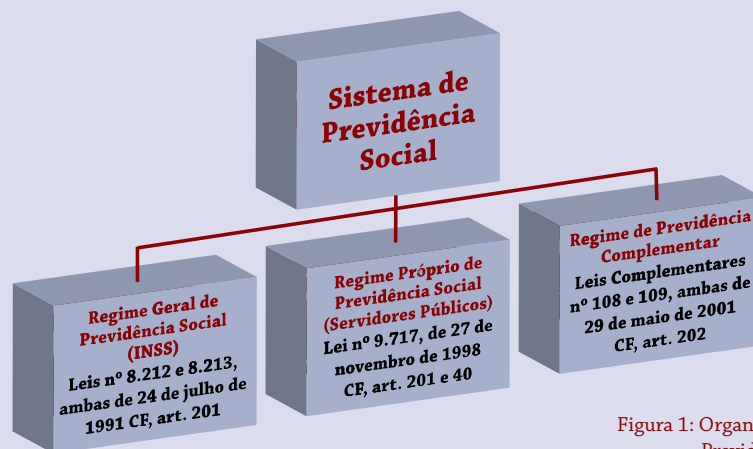 Sistema de
Previdência
Social
Regime Geral de
Previdência Social
(INSS)
Leis nº 8.212 e 8.213,
ambas de 24 de julho de
1991 CF, art. 201
Regime Próprio de
Previdência Social
(Servidores Públicos)
Lei nº 9.717, de 27 de
novembro de 1998
CF, art. 201 e 40
Regime de Previdência
Complementar
Leis Complementares
nº 108 e 109, ambas de
29 de maio de 2001
CF, art. 202
Figura 1: Organ